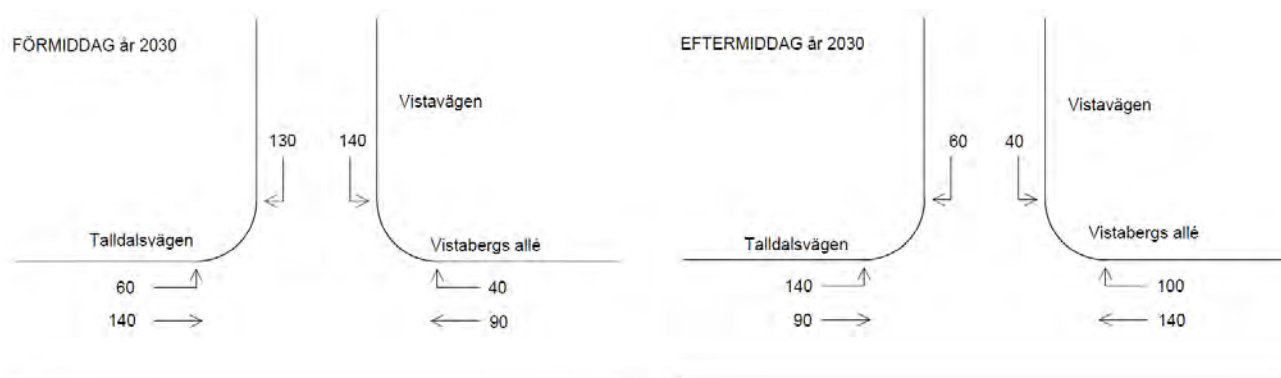 FÖRMIDDAG år 2030
Vistavägen
130 140
Talldalsvägen Vistabergs allé
60 40
140 90
EFTERMIDDAG år 2030
Vistavägen
60 40
Talldalsvägen Vistabergs allé
140 100
90 140